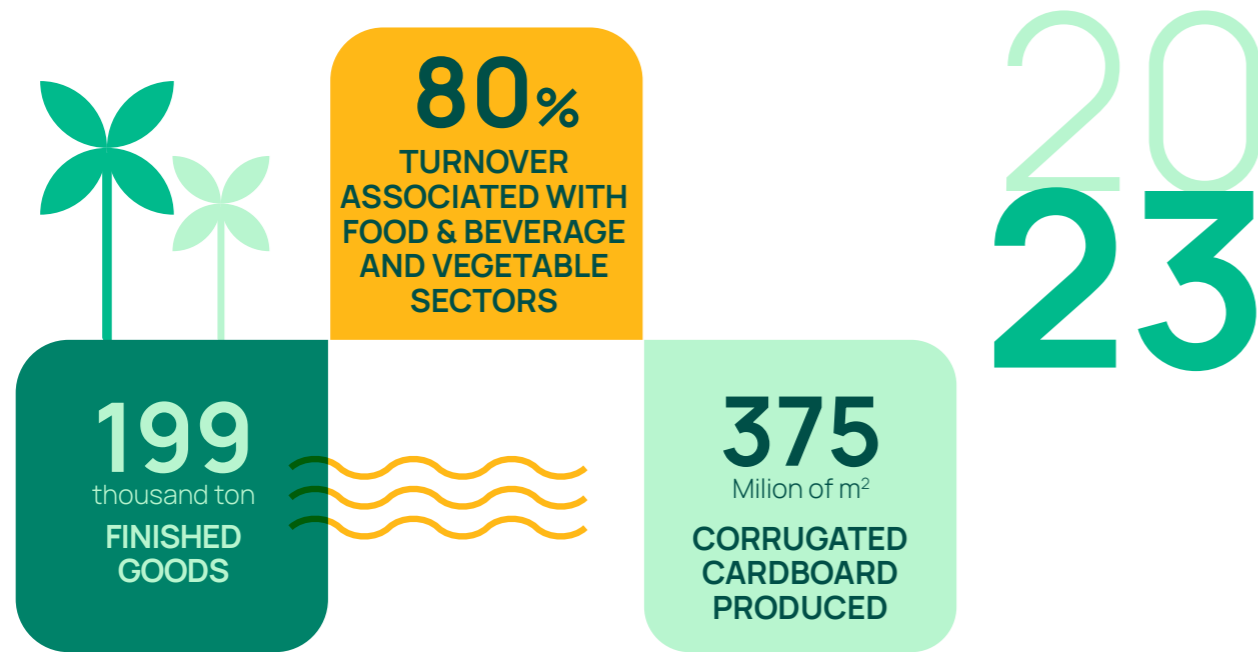 80%
TURNOVER
ASSOCIATED WITH
FOOD & BEVERAGE
AND VEGETABLE
SECTORS
20
23
199
thousand ton
FINISHED
GOODS
375
Milion of m²
CORRUGATED
CARDBOARD
PRODUCED